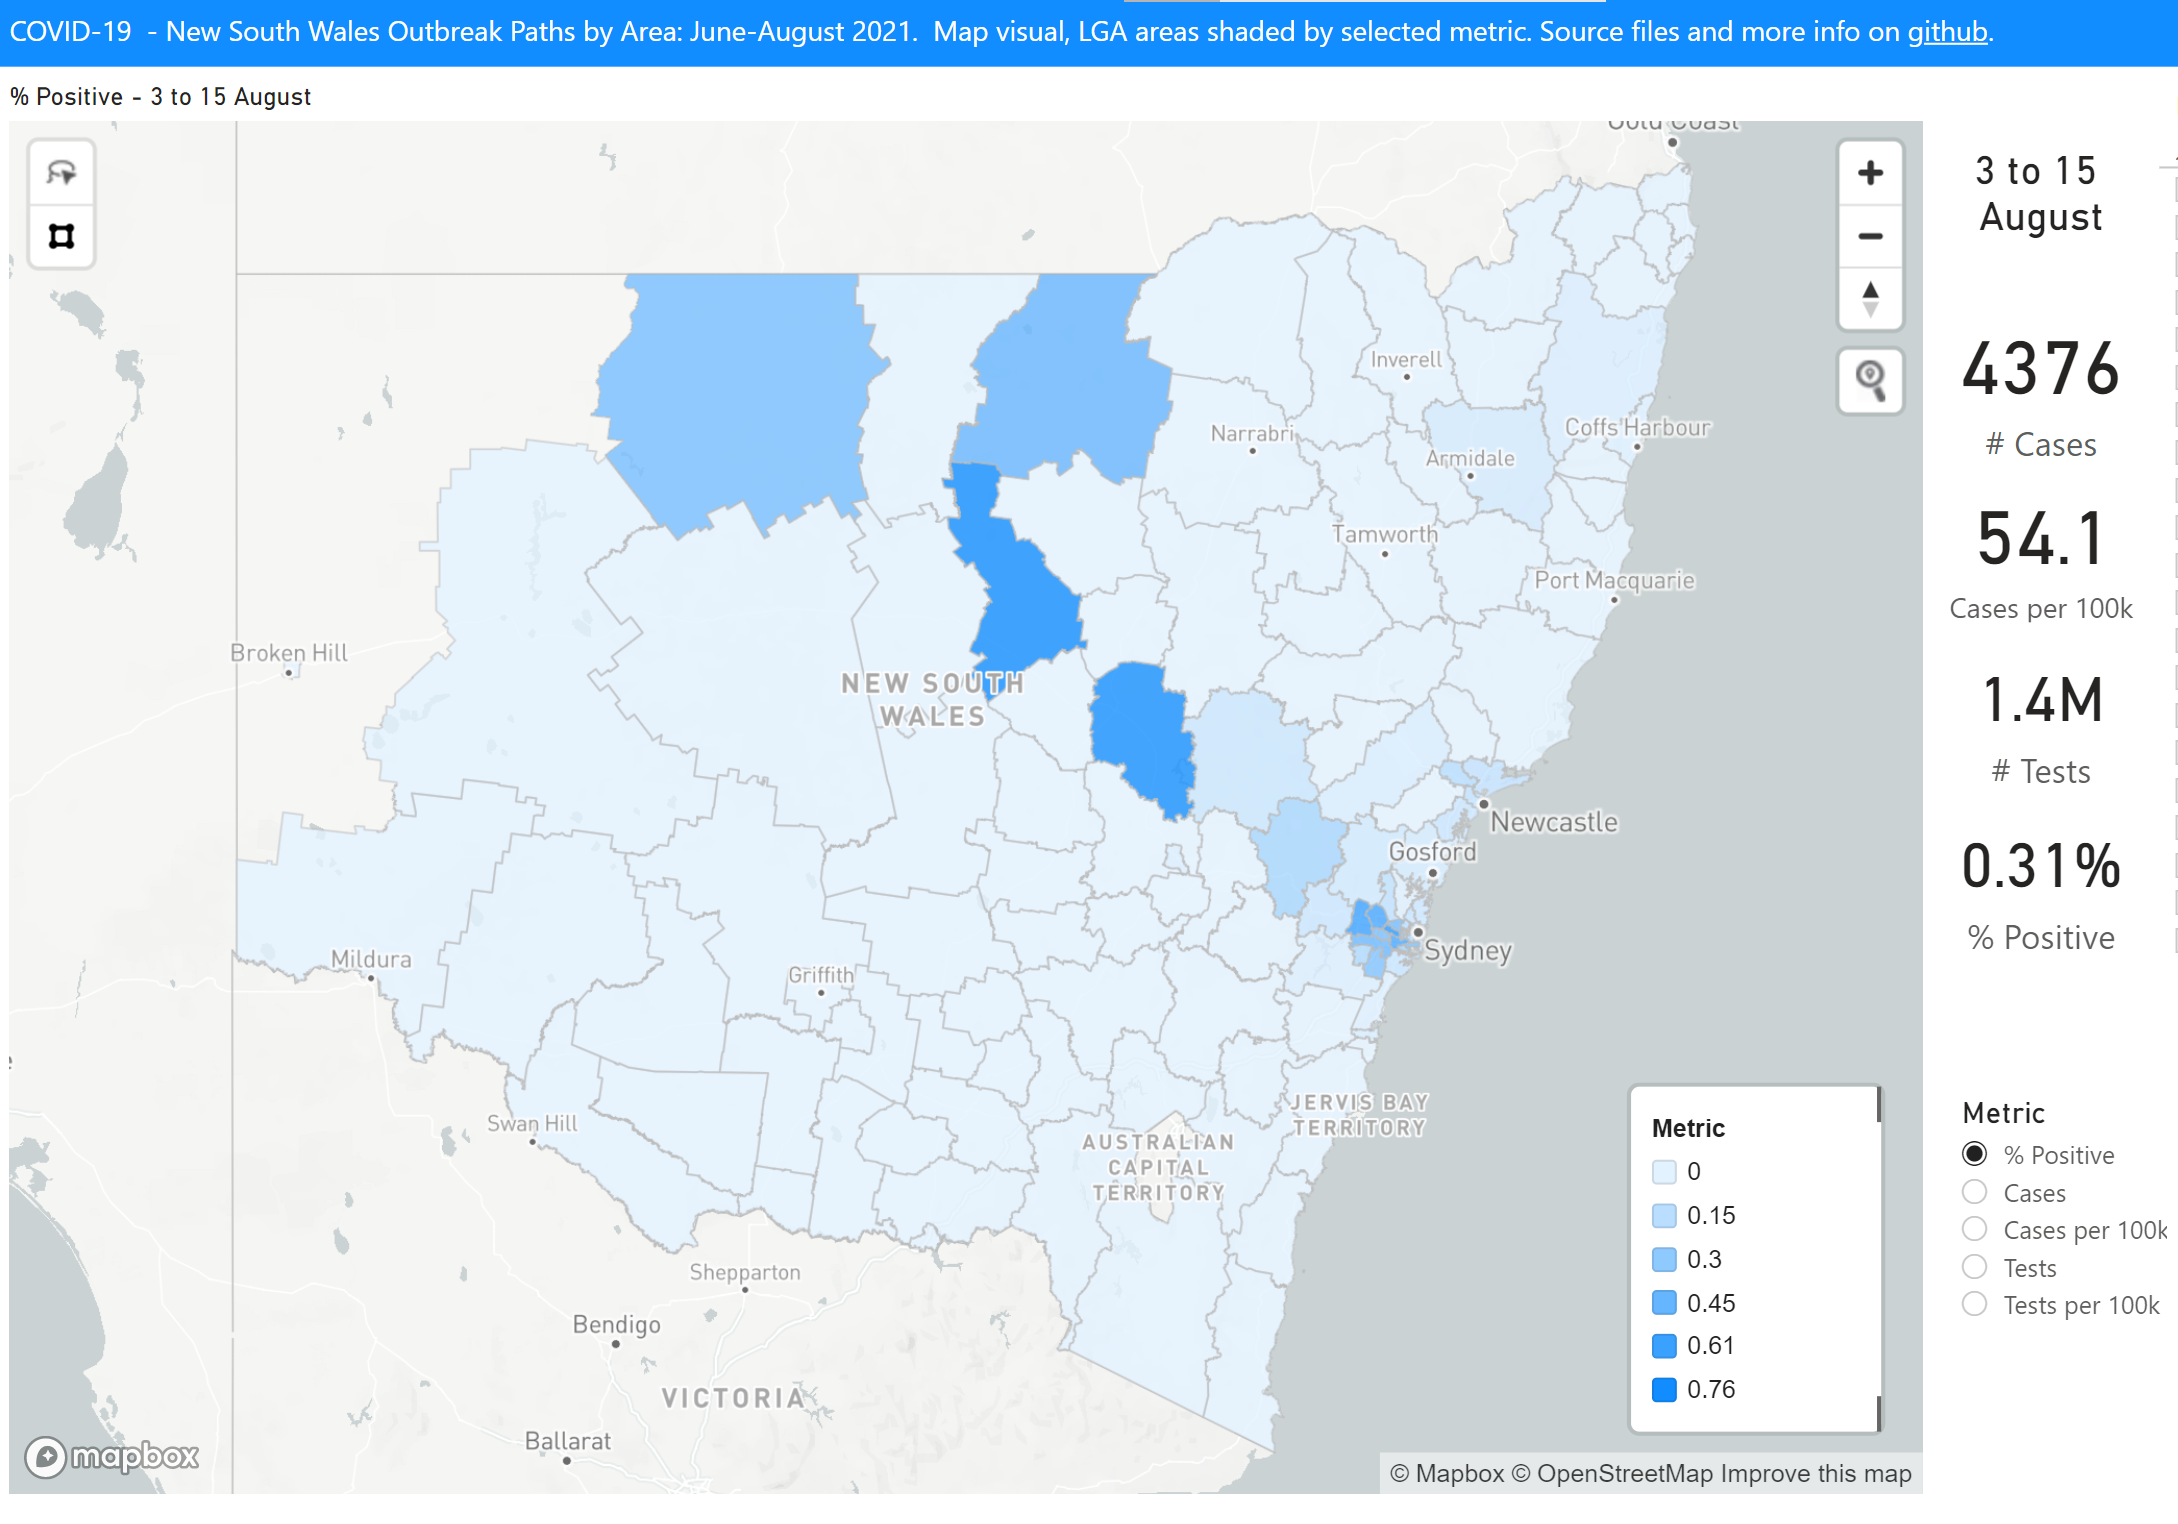 COVID-19 - New South Wales Outbreak Paths by Area: June-August 2021. Map visual, LGA areas shaded by selected metric. Source files and more info on github.
% Positive - 3 to 15 August
Gold Coast
Inverell
Narrabri
Coffs Harbour
Armidale
Tamworth
Port Macquarie
Broken Hill
NEW SOUTH
WALES
Newcastle
Gosford
Sydney
Mildura
Griffith
JERVIS BAY
TERRITORY
AUSTRALIAN
CAPITAL
TERRITORY
Swan Hill
Shepparton
Bendigo
VICTORIA
Ballarat
mapbox
Metric
0
0.15
0.3
0.45
0.61
0.76
© Mapbox © OpenStreetMap Improve this map
3 to 15
August
4376
# Cases
54.1
Cases per 100k
1.4M
# Tests
0.31%
% Positive
Metric
% Positive
Cases
Cases per 100k
Tests
Tests per 100k